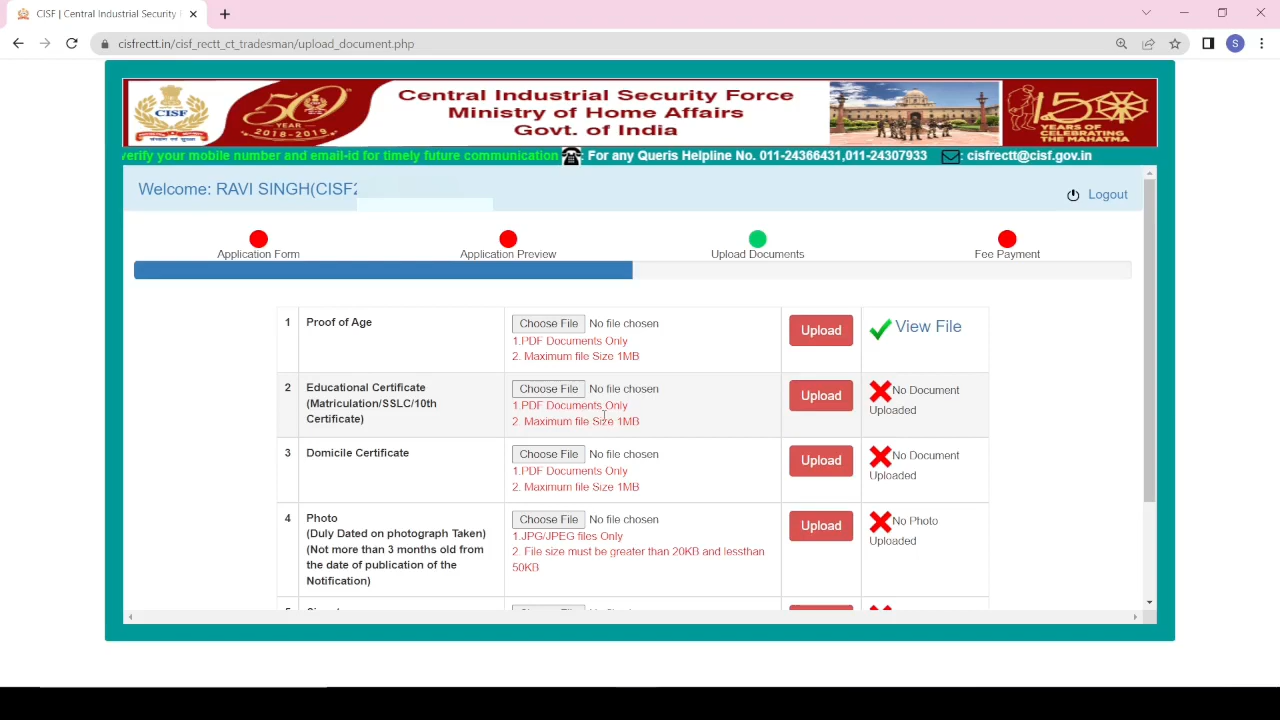 CISF | Central Industrial Security
cisfrectt.in/cisf_rectt_ct_tradesman/upload_document.php
S
CISF
50
YEAR
2018-2019
Central Industrial Security Force
Ministry of Home Affairs
Govt. of India
150
YEARS OF
CELEBRATING
THE MAHATMA
verify your mobile number and email-id for timely future communication : For any Queris Helpline No. 011-24366431,011-24307933 : cisfrectt@cisf.gov.in
Welcome: RAVI SINGH(CISF2
Logout
Application Form Application Preview Upload Documents Fee Payment
1 Proof of Age Choose File No file chosen Upload View File
1.PDF Documents Only
2. Maximum file Size 1MB
2 Educational Certificate Choose File No file chosen Upload No Document
(Matriculation/SSLC/10th 1.PDF Documents Only Uploaded
Certificate) 2. Maximum file Size 1MB
3 Domicile Certificate Choose File No file chosen Upload No Document
1.PDF Documents Only Uploaded
2. Maximum file Size 1MB
4 Photo Choose File No file chosen Upload No Photo
(Duly Dated on photograph Taken) 1.JPG/JPEG files Only Uploaded
(Not more than 3 months old from 2. File size must be greater than 20KB and lessthan
the date of publication of the 50KB
Notification)